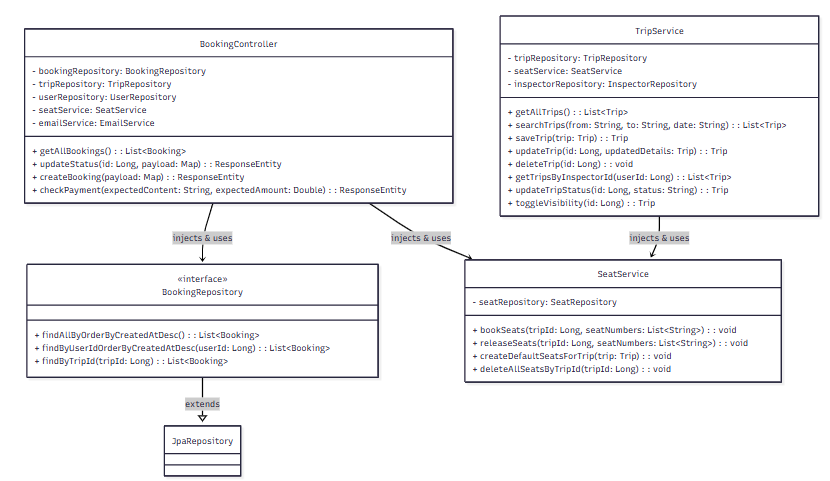 BookingController
- bookingRepository: BookingRepository
- tripRepository: TripRepository
- userRepository: UserRepository
- seatService: SeatService
- emailService: EmailService
+ getAllBookings() : : List<Booking>
+ updateStatus(id: Long, payload: Map) : : ResponseEntity
+ createBooking(payload: Map) : : ResponseEntity
+ checkPayment(expectedContent: String, expectedAmount: Double) : : ResponseEntity
TripService
- tripRepository: TripRepository
- seatService: SeatService
- inspectorRepository: InspectorRepository
+ getAllTrips() : : List<Trip>
+ searchTrips(from: String, to: String, date: String) : : List<Trip>
+ saveTrip(trip: Trip) : : Trip
+ updateTrip(id: Long, updatedDetails: Trip) : : Trip
+ deleteTrip(id: Long) : : void
+ getTripsByInspectorId(userId: Long) : : List<Trip>
+ updateTripStatus(id: Long, status: String) : : Trip
+ toggleVisibility(id: Long) : : Trip
injects & uses
injects & uses
injects & uses
«interface»
BookingRepository
+ findAllByOrderByCreatedAtDesc() : : List<Booking>
+ findByUserIdOrderByCreatedAtDesc(userId: Long) : : List<Booking>
+ findByTripId(tripId: Long) : : List<Booking>
SeatService
- seatRepository: SeatRepository
+ bookSeats(tripId: Long, seatNumbers: List<String>) : : void
+ releaseSeats(tripId: Long, seatNumbers: List<String>) : : void
+ createDefaultSeatsForTrip(trip: Trip) : : void
+ deleteAllSeatsByTripId(tripId: Long) : : void
extends
JpaRepository